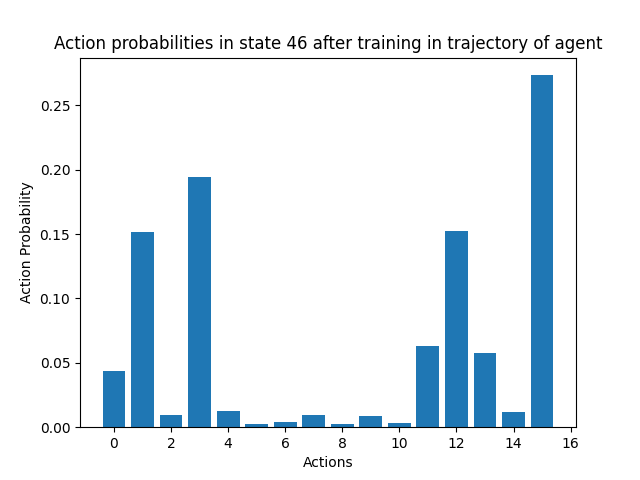 Action probabilities in state 46 after training in trajectory of agent
Action Probability
0.25
0.20
0.15
0.10
0.05
0.00
0 2 4 6 8 10 12 14 16
Actions